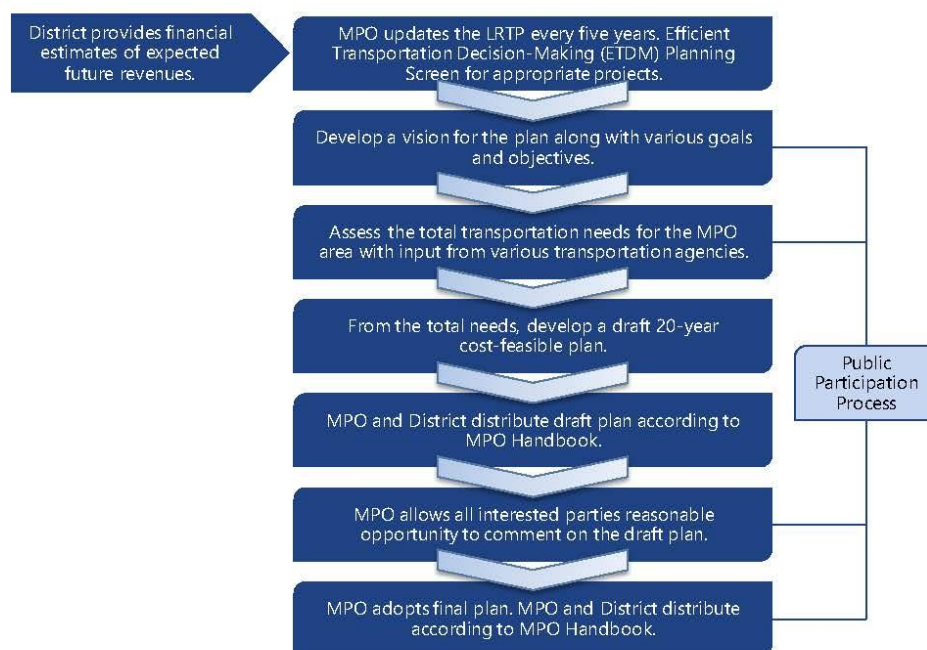 District provides financial
estimates of expected
future revenues.
MPO updates the LRTP every five years. Efficient
Transportation Decision-Making (ETDM) Planning
Screen for appropriate projects.
Develop a vision for the plan along with various goals
and objectives.
Assess the total transportation needs for the MPO
area with input from various transportation agencies.
From the total needs, develop a draft 20-year
cost-feasible plan.
Public
Participation
Process
MPO and District distribute draft plan according to
MPO Handbook.
MPO allows all interested parties reasonable
opportunity to comment on the draft plan.
MPO adopts final plan. MPO and District distribute
according to MPO Handbook.